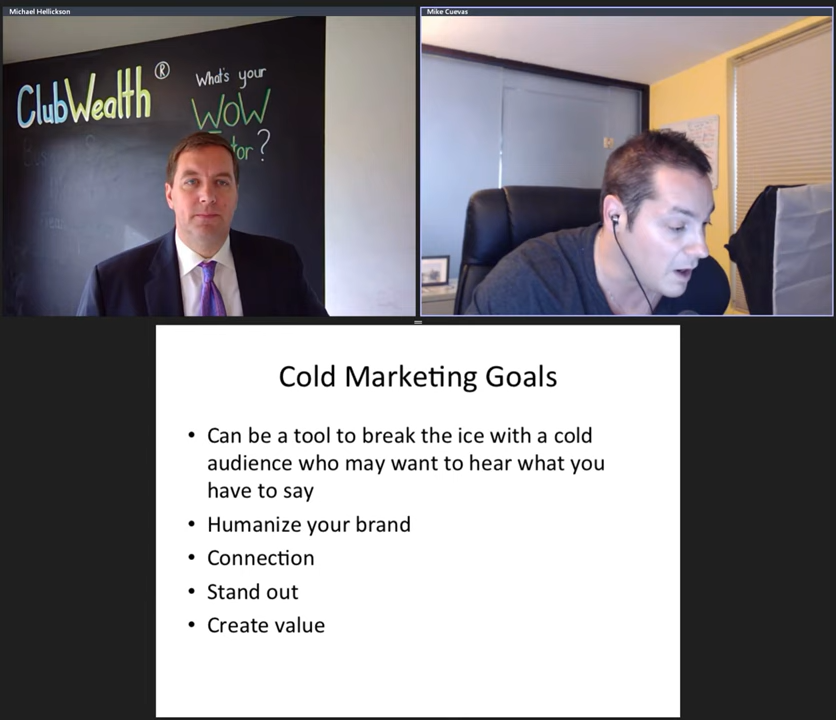 Michael Hellickson
Mike Cuevas
ClubWealth®
What's your
WOW
tor?
Cold Marketing Goals
• Can be a tool to break the ice with a cold
audience who may want to hear what you
have to say
• Humanize your brand
• Connection
• Stand out
• Create value